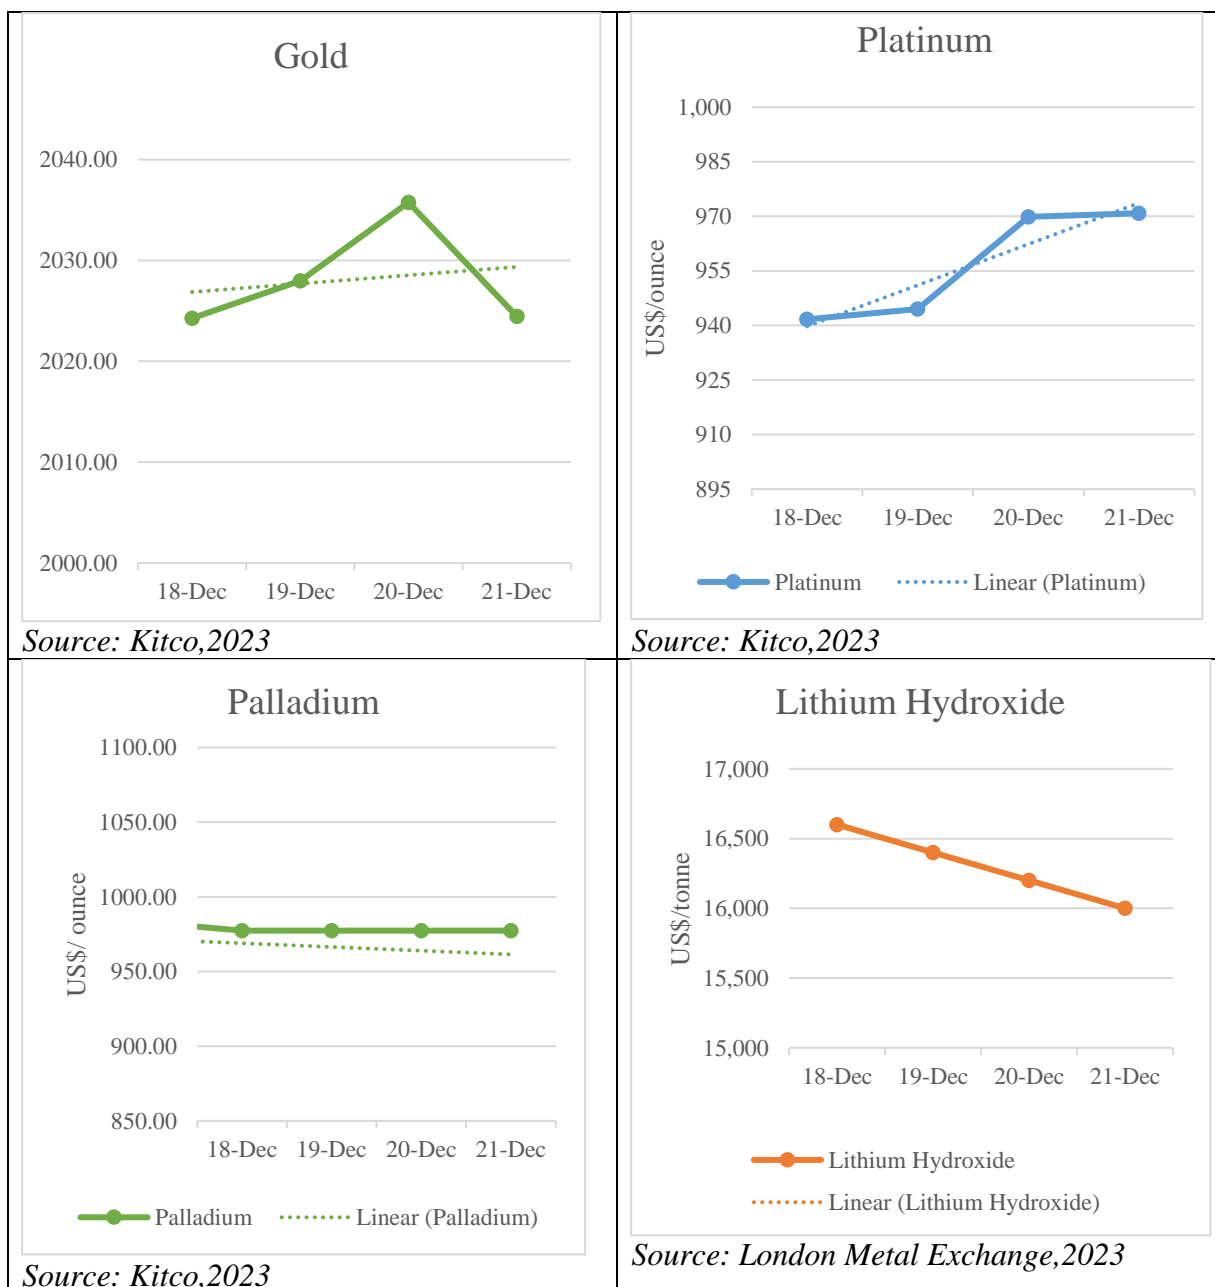 Gold
2040.00
2030.00
2020.00
2010.00
2000.00
18-Dec 19-Dec 20-Dec 21-Dec
Source: Kitco,2023
Platinum
1,000
985
970
955
940
925
910
895
US$/ounce
18-Dec 19-Dec 20-Dec 21-Dec
Platinum Linear (Platinum)
Source: Kitco,2023
Palladium
1100.00
1050.00
1000.00
950.00
900.00
850.00
US$/ ounce
18-Dec 19-Dec 20-Dec 21-Dec
Palladium Linear (Palladium)
Source: Kitco,2023
Lithium Hydroxide
17,000
16,500
16,000
15,500
15,000
US$/tonne
18-Dec 19-Dec 20-Dec 21-Dec
Lithium Hydroxide
Linear (Lithium Hydroxide)
Source: London Metal Exchange,2023